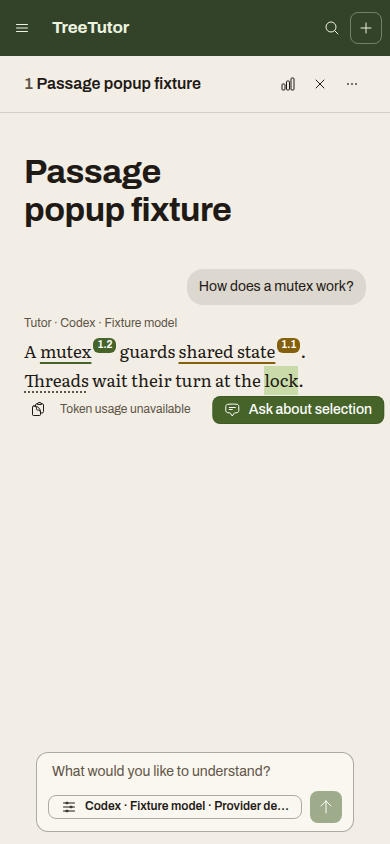 TreeTutor
1 Passage popup fixture
Passage
popup fixture
How does a mutex work?
Tutor · Codex · Fixture model
A mutex 1.2 guards shared state 1.1.
Threads wait their turn at the lock.
Token usage unavailable
Ask about selection
What would you like to understand?
Codex · Fixture model · Provider de…